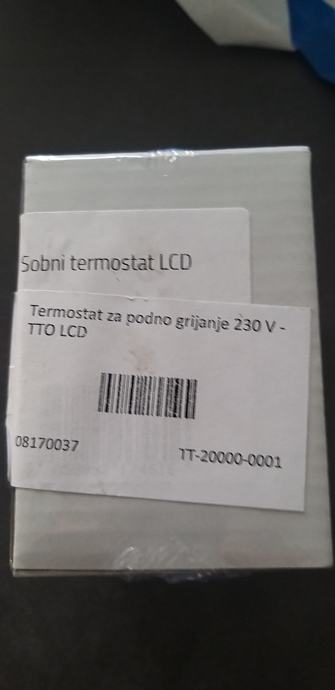 Sobni termostat LCD
Termostat za podno grijanje 230 V -
TTO LCD
08170037
TT-20000-0001